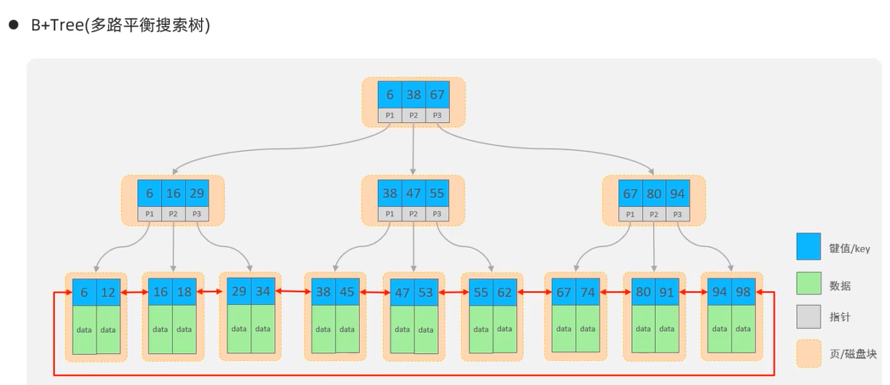 ● B+Tree(多路平衡搜索树)
6 38 67
P1 P2 P3
6 16 29
P1 P2 P3
38 47 55
P1 P2 P3
67 80 94
P1 P2 P3
6 12
data data
16 18
data data
29 34
data data
38 45
data data
47 53
data data
55 62
data data
67 74
data data
80 91
data data
94 98
data data
键值/key
数据
指针
页/磁盘块